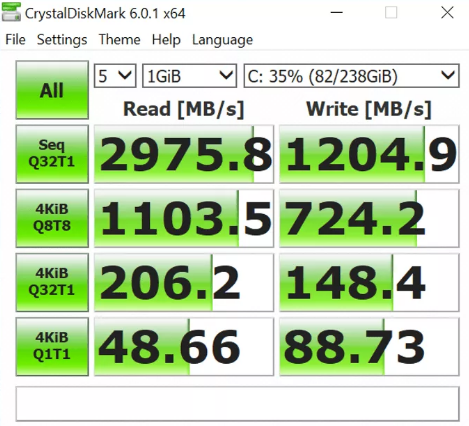 CrystalDiskMark 6.0.1 x64
File Settings Theme Help Language
All 5 1GiB C: 35% (82/238GiB)
Read [MB/s] Write [MB/s]
Seq Q32T1 2975.8 1204.9
4KiB Q8T8 1103.5 724.2
4KiB Q32T1 206.2 148.4
4KiB Q1T1 48.66 88.73